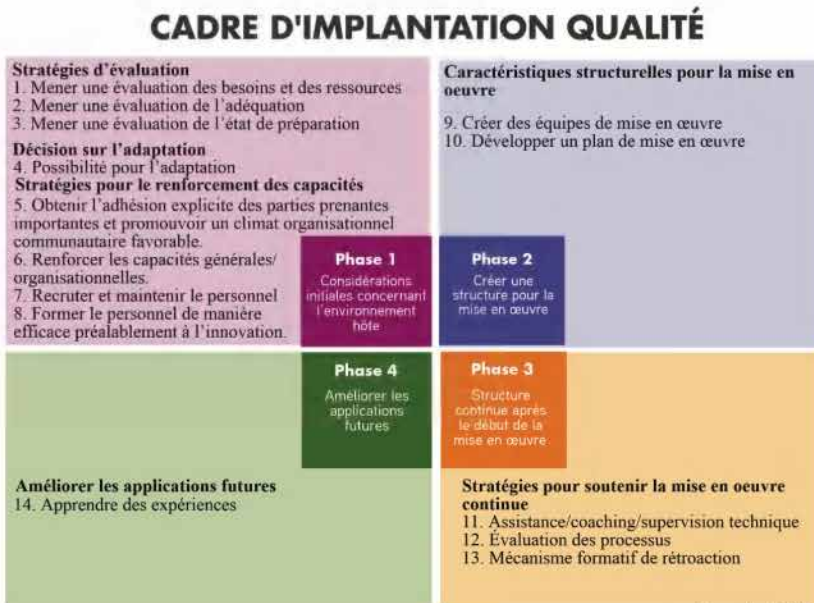 CADRE D'IMPLANTATION QUALITÉ
Stratégies d'évaluation
1. Mener une évaluation des besoins et des ressources
2. Mener une évaluation de l'adéquation
3. Mener une évaluation de l'état de préparation
Décision sur l'adaptation
4. Possibilité pour l'adaptation
Stratégies pour le renforcement des capacités
5. Obtenir l'adhésion explicite des parties prenantes
importantes et promouvoir un climat organisationnel
communautaire favorable.
6. Renforcer les capacités générales/
organisationnelles.
7. Recruter et maintenir le personnel
8. Former le personnel de manière
efficace préalablement à l'innovation.
Phase 1
Considérations
initiales concernant
l'environnement
hôte
Caractéristiques structurelles pour la mise en
oeuvre
9. Créer des équipes de mise en œuvre
10. Développer un plan de mise en œuvre
Phase 2
Créer une
structure pour la
mise en œuvre
Phase 4
Améliorer les
applications
futures
Améliorer les applications futures
14. Apprendre des expériences
Phase 3
Structure
continue après
le début de la
mise en œuvre
Stratégies pour soutenir la mise en oeuvre
continue
11. Assistance/coaching/supervision technique
12. Évaluation des processus
13. Mécanisme formatif de rétroaction